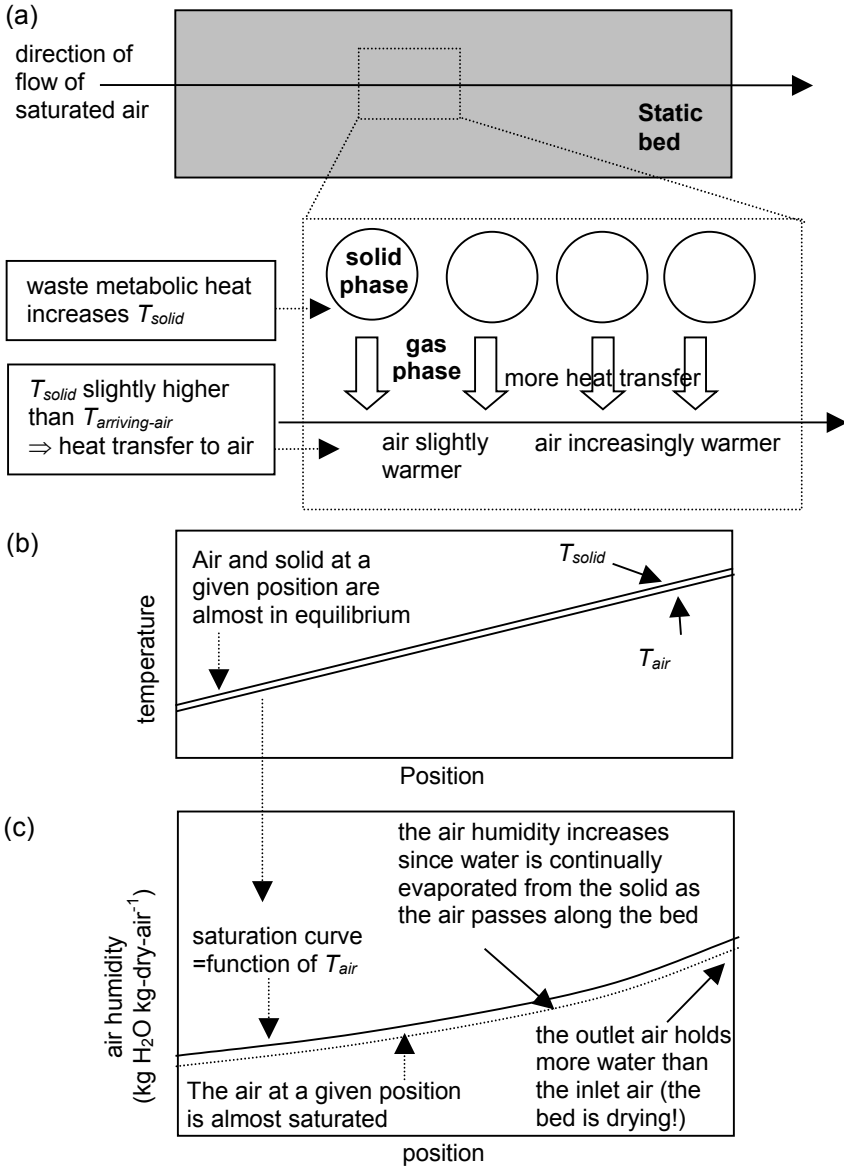 (a)
direction of
flow of
saturated air
Static
bed
solid
phase
waste metabolic heat
increases T_solid
gas
phase
more heat transfer
T_solid slightly higher
than T_arriving-air
⇒ heat transfer to air
air slightly
warmer
air increasingly warmer
(b)
temperature
Air and solid at a
given position are
almost in equilibrium
T_solid
T_air
Position
(c)
air humidity
(kg H₂O kg-dry-air⁻¹)
the air humidity increases
since water is continually
evaporated from the solid as
the air passes along the bed
saturation curve
=function of T_air
the outlet air holds
more water than
the inlet air (the
bed is drying!)
The air at a given position
is almost saturated
position